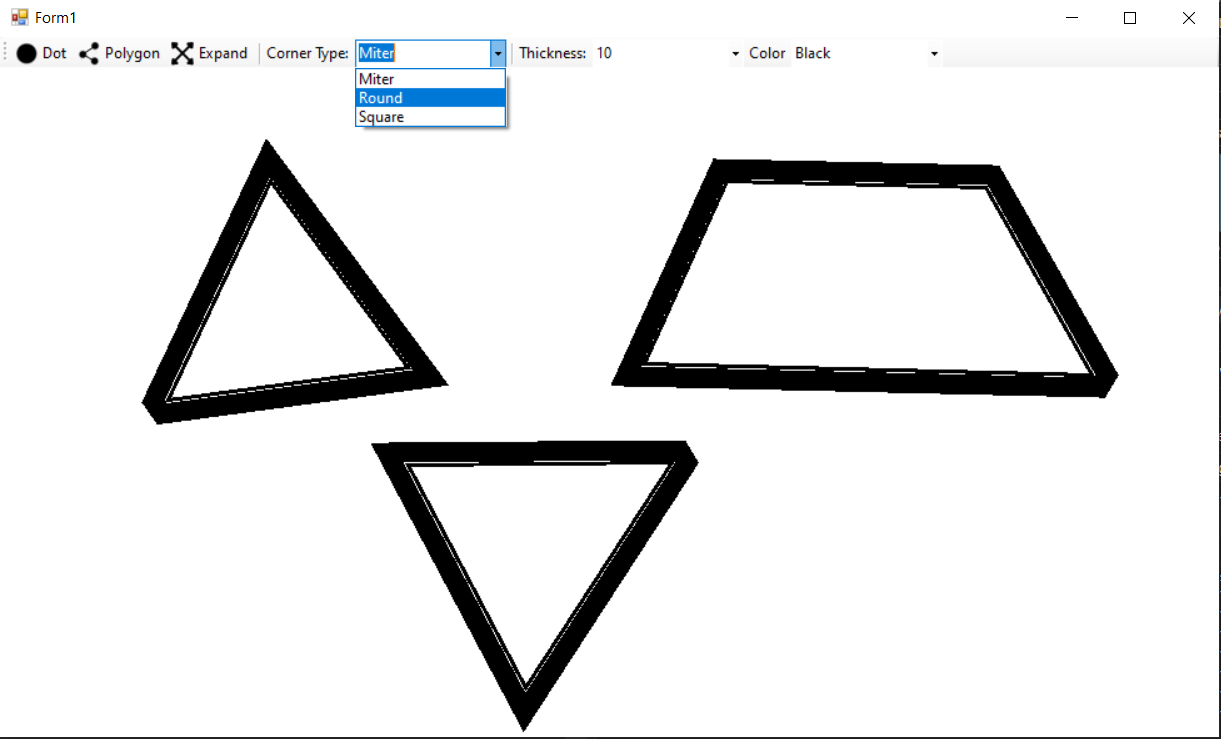 Form1
Dot Polygon Expand Corner Type: Miter Thickness: 10 Color Black
Miter
Round
Square